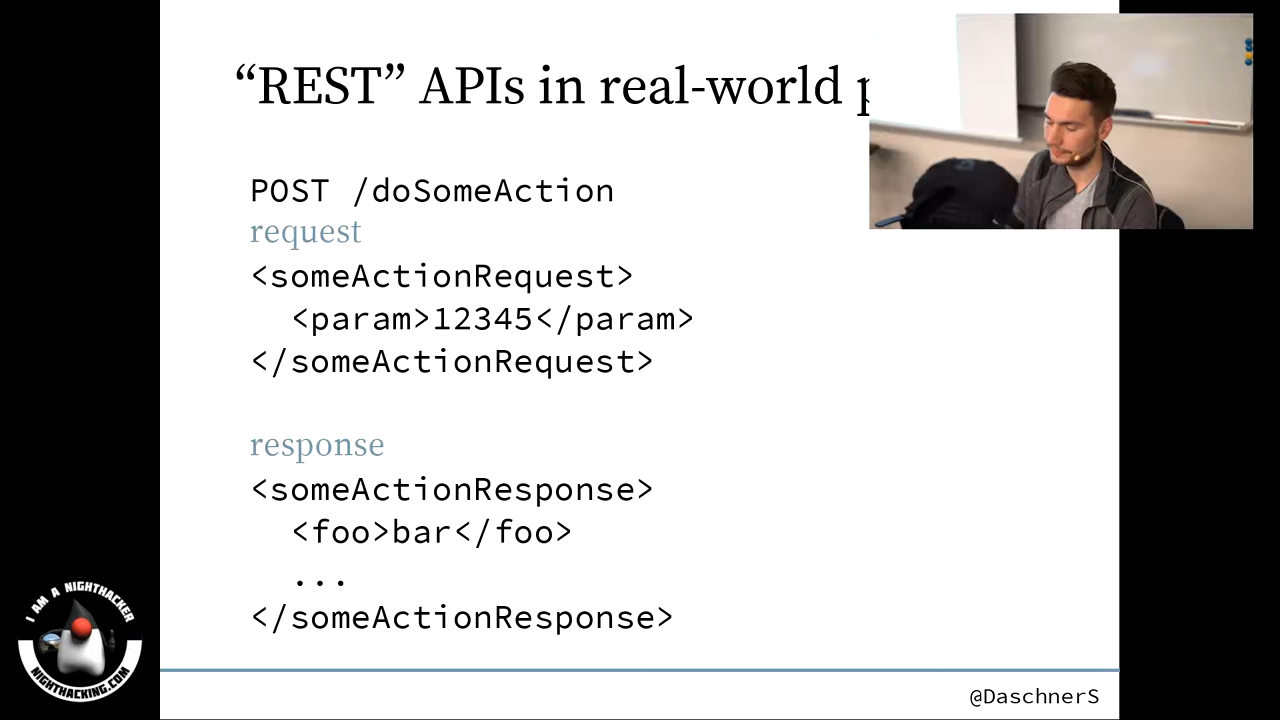 “REST” APIs in real-world
POST /doSomeAction
request
<someActionRequest>
<param>12345</param>
</someActionRequest>
response
<someActionResponse>
<foo>bar</foo>
...
</someActionResponse>
@DaschnerS
I AM A NIGHTHACKER
NIGHTHACKING.COM